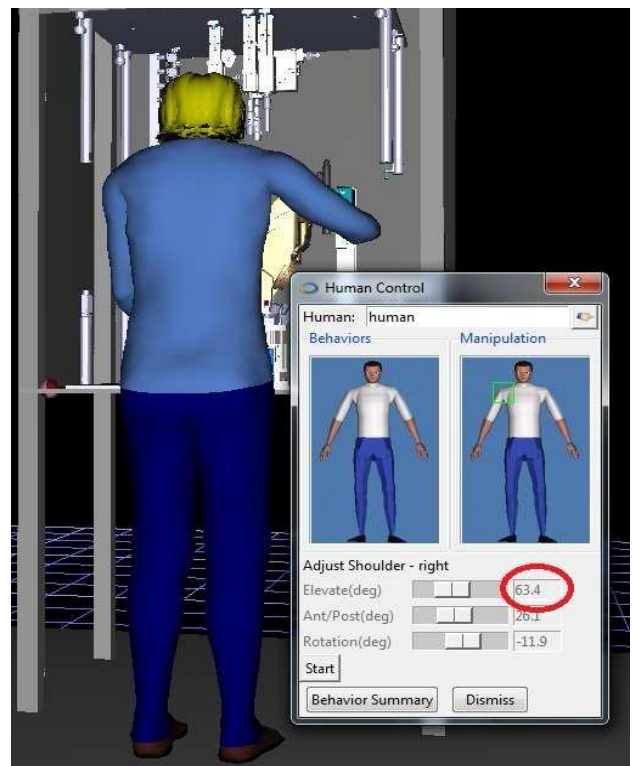 Human Control
Human: human
Behaviors Manipulation
Adjust Shoulder - right
Elevate(deg) 63.4
Ant/Post(deg) 26.1
Rotation(deg) -11.9
Start
Behavior Summary Dismiss